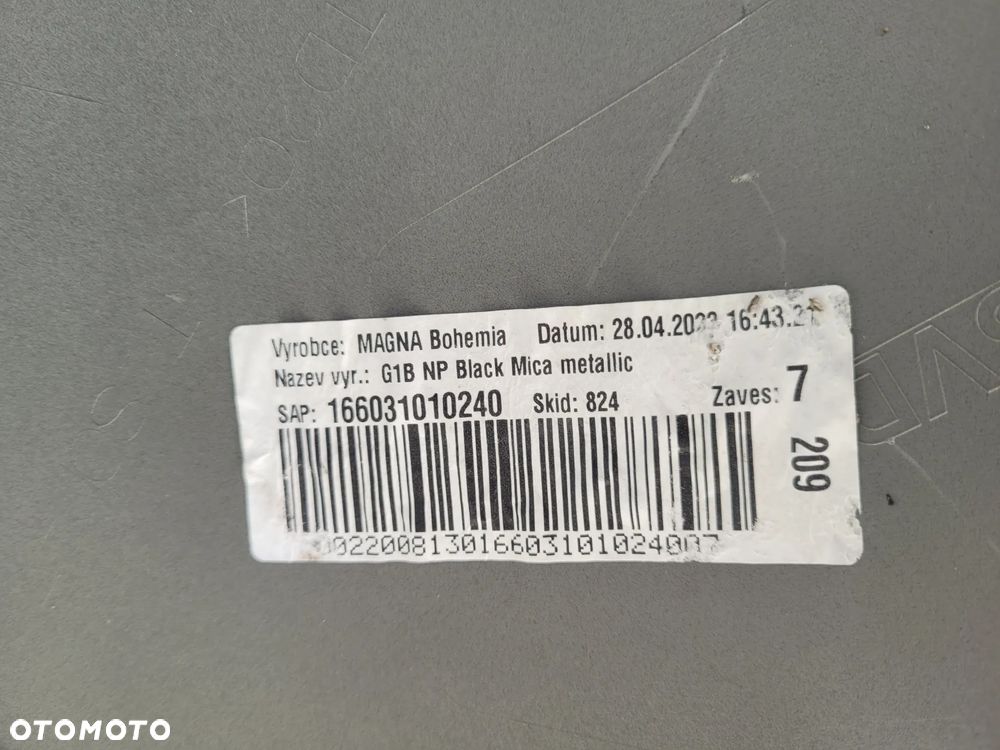 Vyrobce: MAGNA Bohemia Datum: 28.04. 16:43.21
Nazev vyr.: G1B NP Black Mica metallic
SAP: 166031010240 Skid: 824 Zaves: 7
209
OTOMOTO